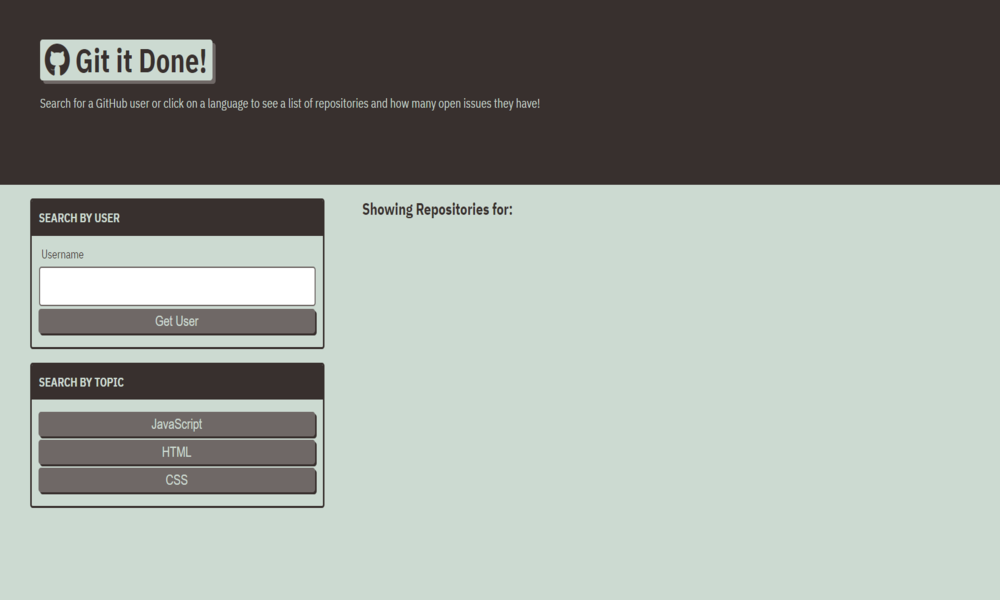 Git it Done!
Search for a GitHub user or click on a language to see a list of repositories and how many open issues they have!
SEARCH BY USER
Username
Get User
SEARCH BY TOPIC
JavaScript
HTML
CSS
Showing Repositories for: